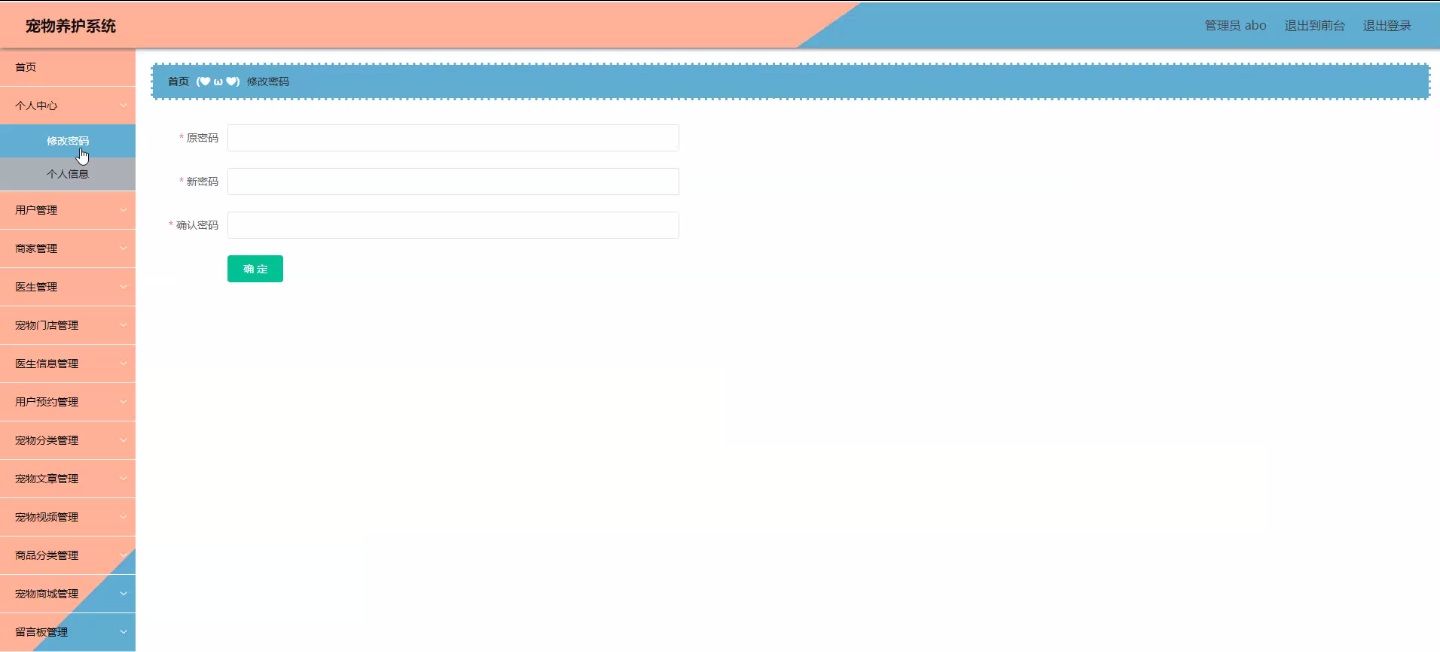 宠物养护系统
管理员 abo 退出到前台 退出登录
首页
个人中心
修改密码
个人信息
用户管理
商家管理
医生管理
宠物门店管理
医生信息管理
用户预约管理
宠物分类管理
宠物文章管理
宠物视频管理
商品分类管理
宠物商城管理
留言板管理
首页 (♥ ω ♥) 修改密码
* 原密码
* 新密码
* 确认密码
确 定